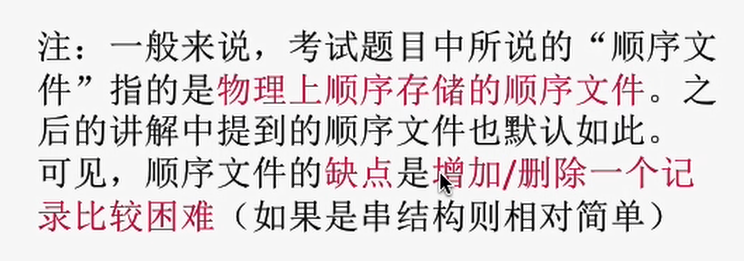 注：一般来说，考试题目中所说的“顺序文
件”指的是物理上顺序存储的顺序文件。之
后的讲解中提到的顺序文件也默认如此。
可见，顺序文件的缺点是增加/删除一个记
录比较困难（如果是串结构则相对简单）